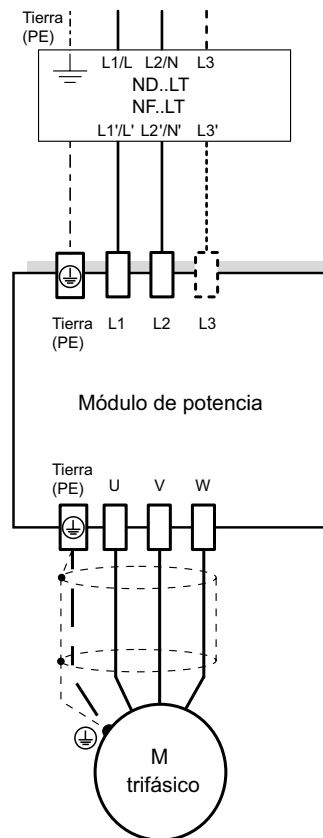 Tierra
(PE)
L1/L L2/N L3
ND..LT
NF..LT
L1'/L' L2'/N' L3'
Tierra
(PE)
L1 L2 L3
Módulo de potencia
Tierra
(PE)
U V W
M
trifásico